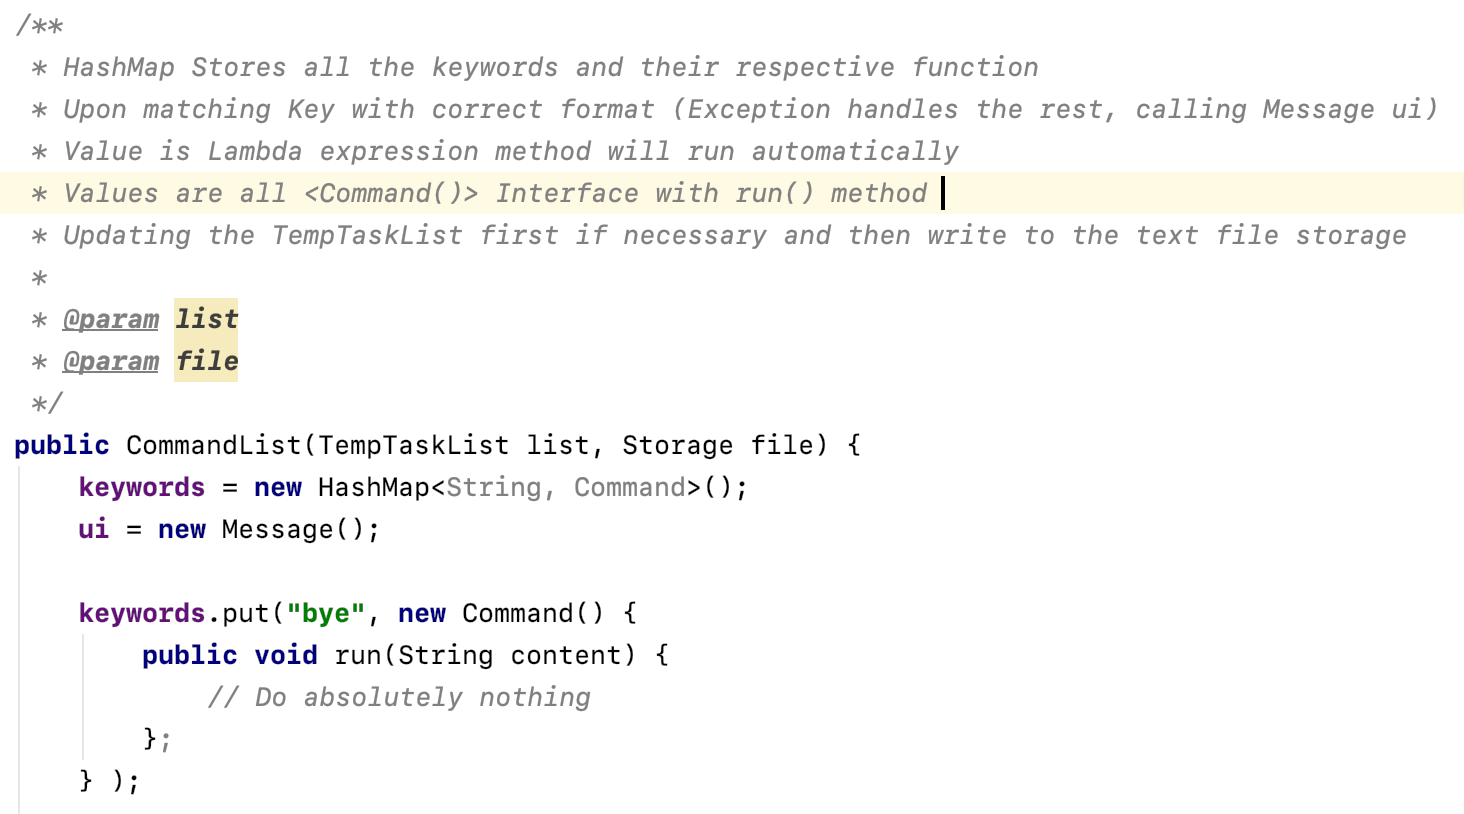 /**
 * HashMap Stores all the keywords and their respective function
 * Upon matching Key with correct format (Exception handles the rest, calling Message ui)
 * Value is Lambda expression method will run automatically
 * Values are all <Command()> Interface with run() method
 * Updating the TempTaskList first if necessary and then write to the text file storage
 *
 * @param list
 * @param file
 */
public CommandList(TempTaskList list, Storage file) {
    keywords = new HashMap<String, Command>();
    ui = new Message();

    keywords.put("bye", new Command() {
        public void run(String content) {
            // Do absolutely nothing
        };
    } );